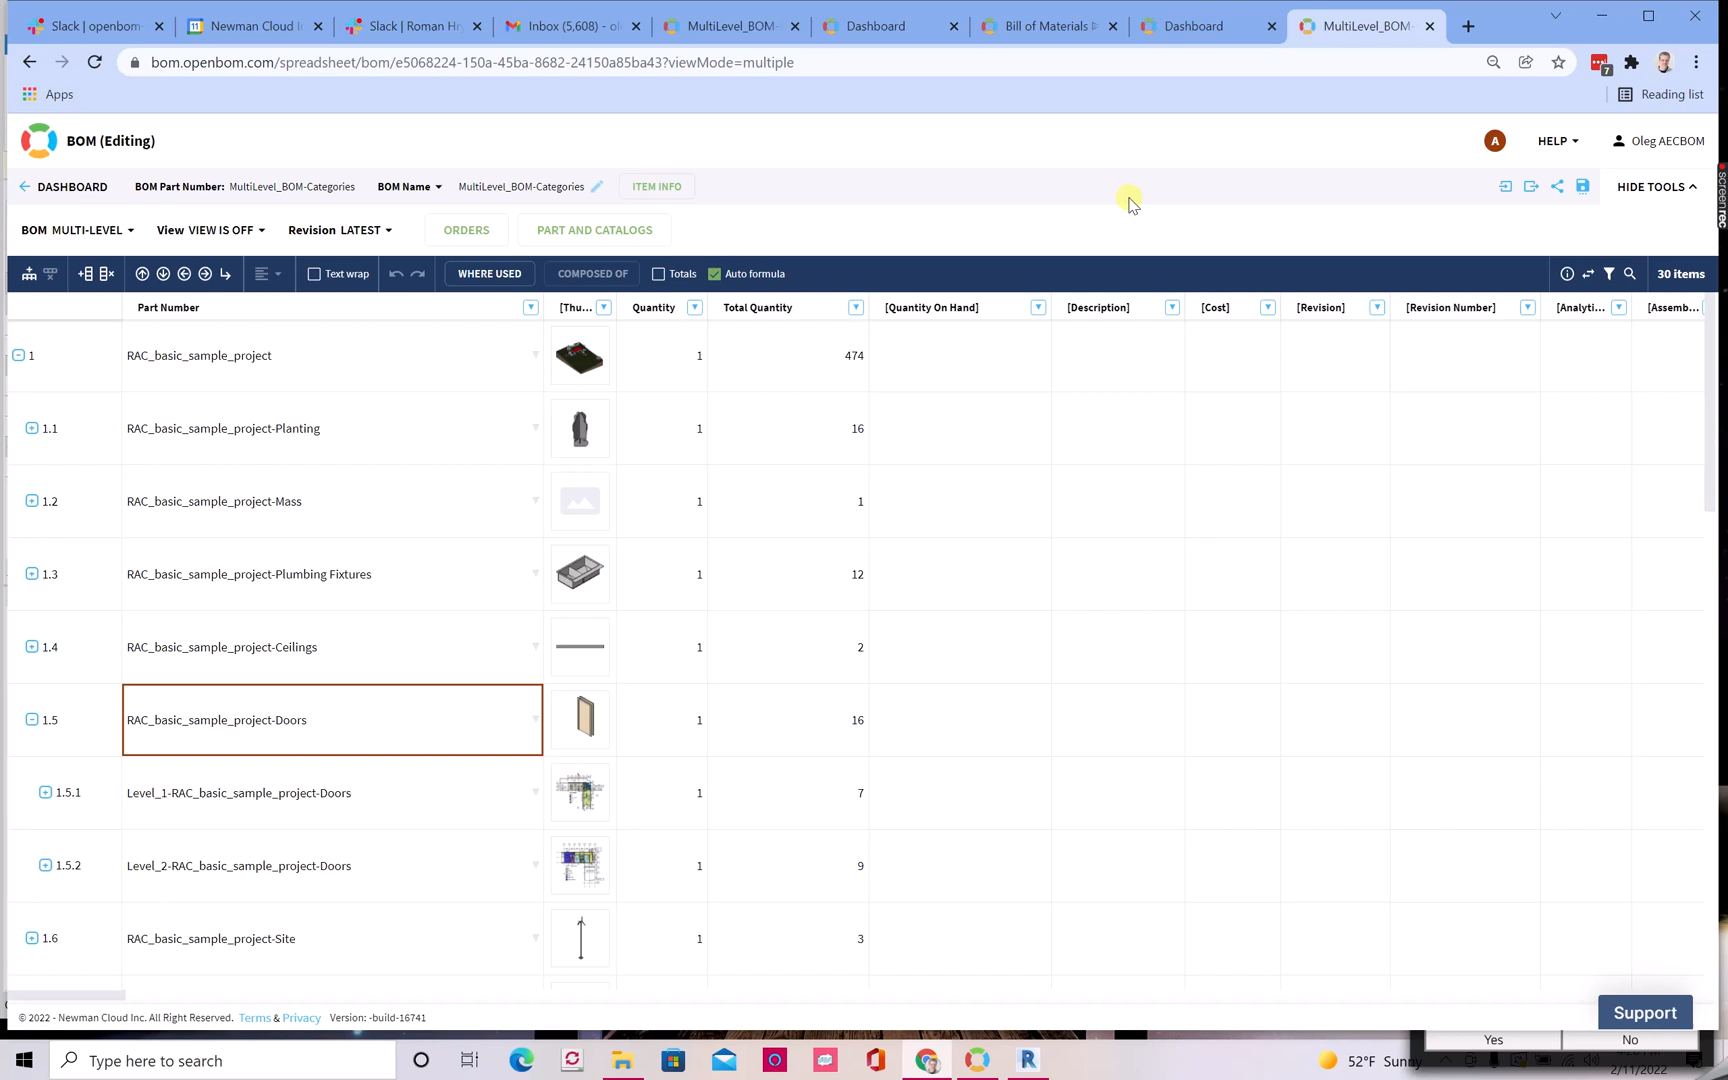 Slack | openbom-
Newman Cloud I
Slack | Roman Hr
Inbox (5,608) - ol
MultiLevel_BOM-
Dashboard
Bill of Materials
Dashboard
MultiLevel_BOM-
bom.openbom.com/spreadsheet/bom/e5068224-150a-45ba-8682-24150a85ba43?viewMode=multiple
7
Apps
Reading list
BOM (Editing)
A
HELP
Oleg AECBOM
DASHBOARD
BOM Part Number: MultiLevel_BOM-Categories
BOM Name
MultiLevel_BOM-Categories
ITEM INFO
HIDE TOOLS
BOM MULTI-LEVEL
View VIEW IS OFF
Revision LATEST
ORDERS
PART AND CATALOGS
Text wrap
WHERE USED
COMPOSED OF
Totals
Auto formula
30 items
Part Number [Thu... Quantity Total Quantity [Quantity On Hand] [Description] [Cost] [Revision] [Revision Number] [Analyti... [Assemb...
1 RAC_basic_sample_project 1 474
1.1 RAC_basic_sample_project-Planting 1 16
1.2 RAC_basic_sample_project-Mass 1 1
1.3 RAC_basic_sample_project-Plumbing Fixtures 1 12
1.4 RAC_basic_sample_project-Ceilings 1 2
1.5 RAC_basic_sample_project-Doors 1 16
1.5.1 Level_1-RAC_basic_sample_project-Doors 1 7
1.5.2 Level_2-RAC_basic_sample_project-Doors 1 9
1.6 RAC_basic_sample_project-Site 1 3
© 2022 - Newman Cloud Inc. All Right Reserved. Terms & Privacy Version: -build-16741
Support
Yes
No
Type here to search
52°F Sunny
2/11/2022
screenrec